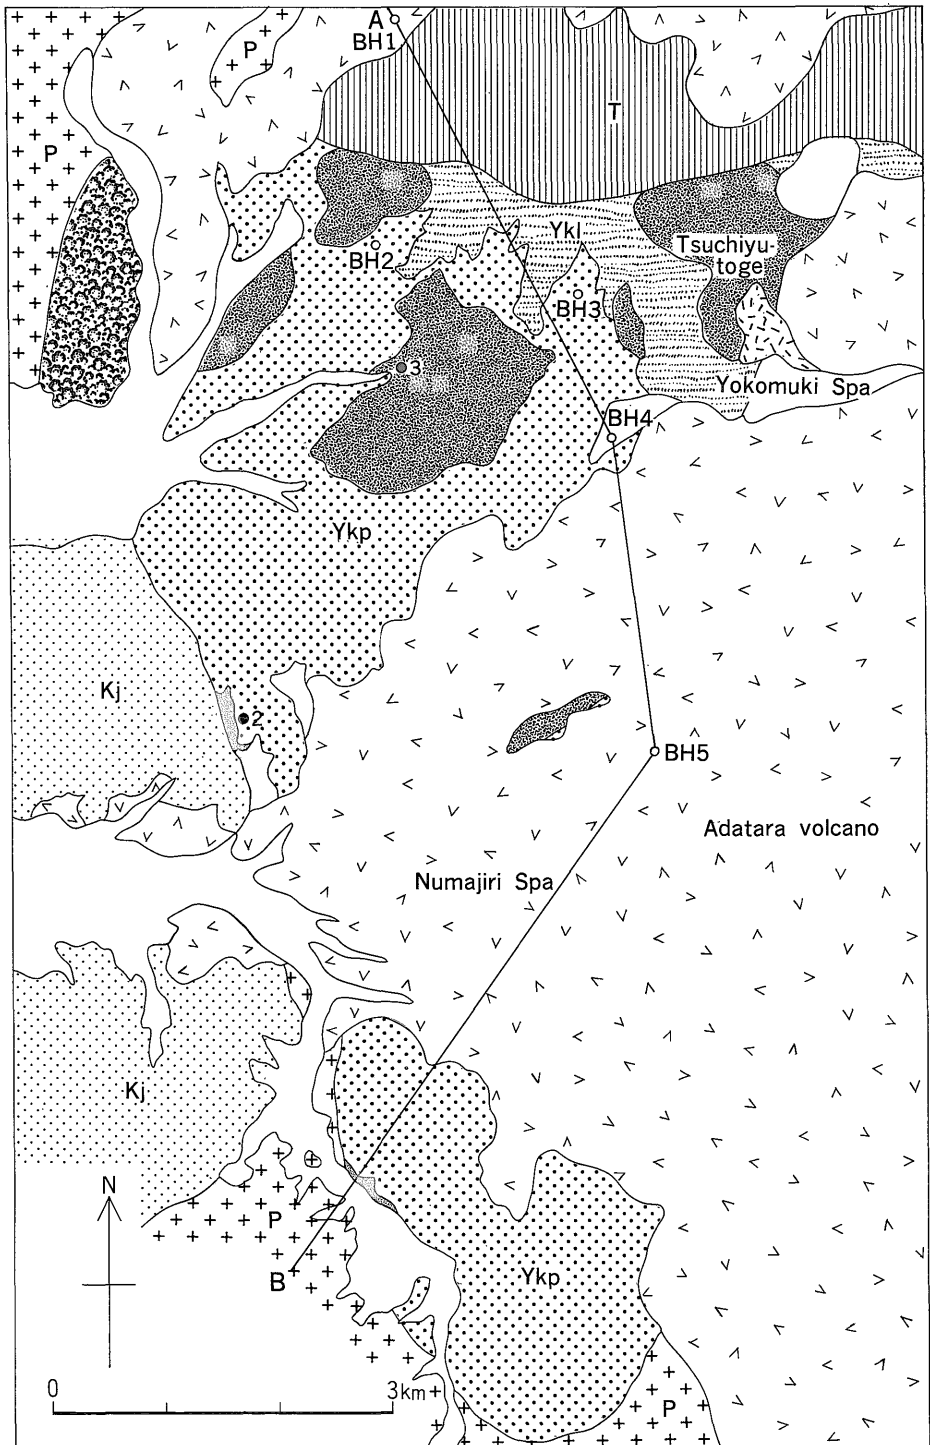 A
BH1
P
T
P
Ykl
Tsuchiyu-
toge
BH2
BH3
3
Yokomuki Spa
BH4
Ykp
Kj
2
BH5
Adatara volcano
Numajiri Spa
Kj
N
P
B
Ykp
0
3km
P